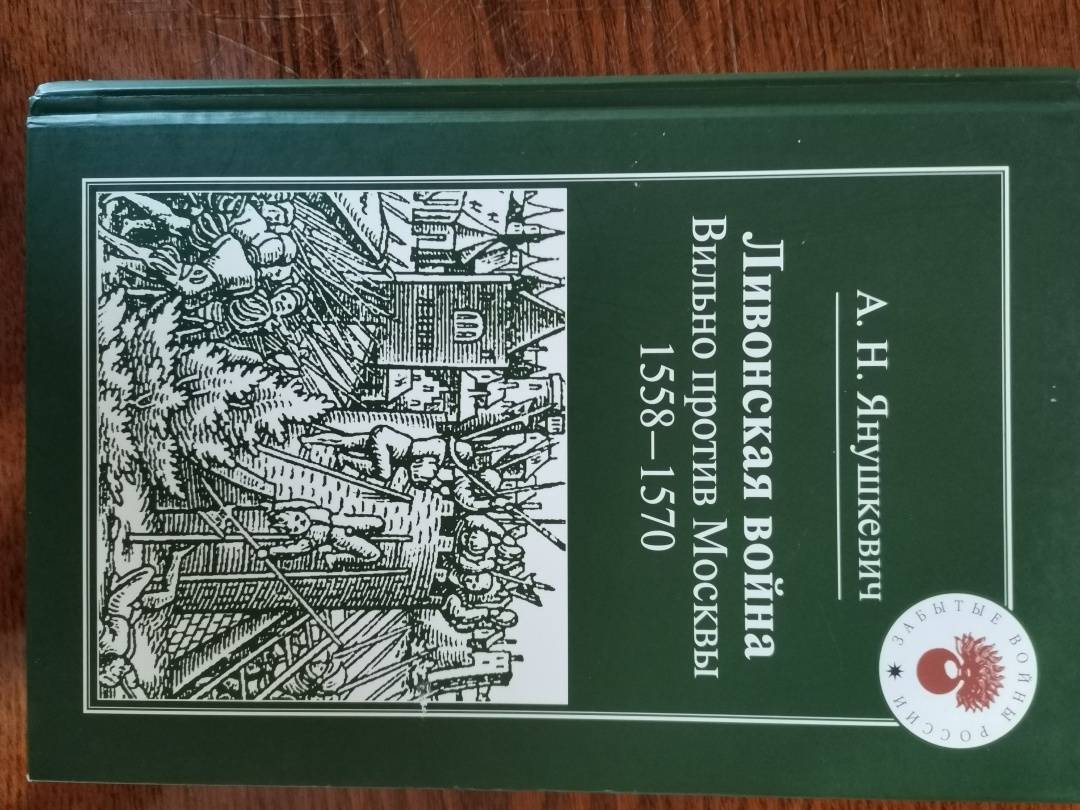 А. Н. Янушкевич
Ливонская война
Вильно против Москвы
1558–1570
ЗАБЫТЫЕ ВОЙНЫ РОССИИ